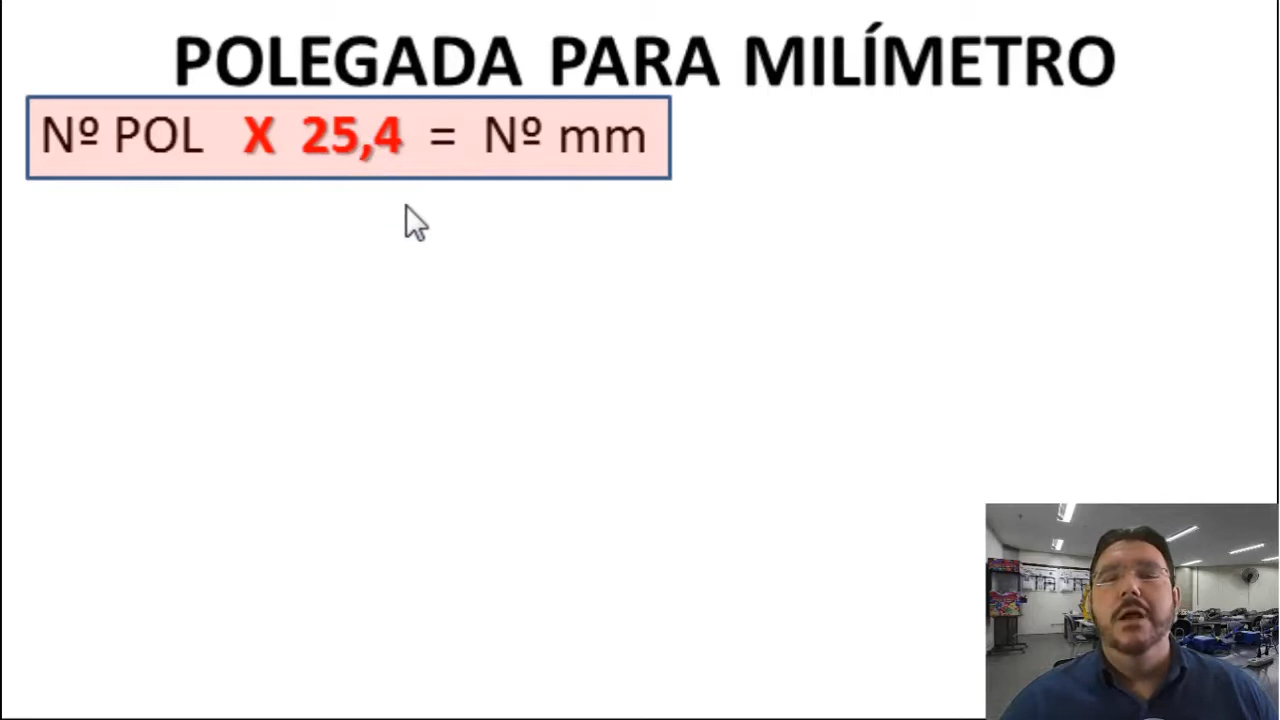 POLEGADA PARA MILÍMETRO
Nº POL X 25,4 = Nº mm